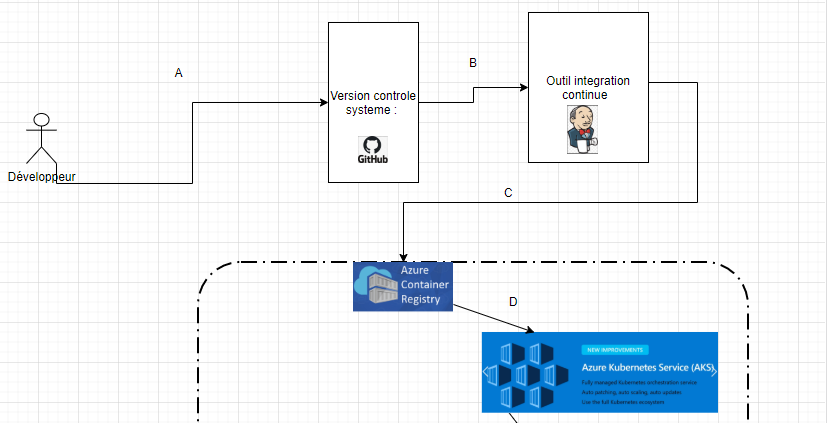 A
B
Version controle
systeme :
GitHub
Outil integration
continue
Développeur
C
Azure
Container
Registry
D
NEW IMPROVEMENTS
Azure Kubernetes Service (AKS)
Fully managed Kubernetes orchestration service
Auto patching, auto scaling, auto updates
Use the full Kubernetes ecosystem